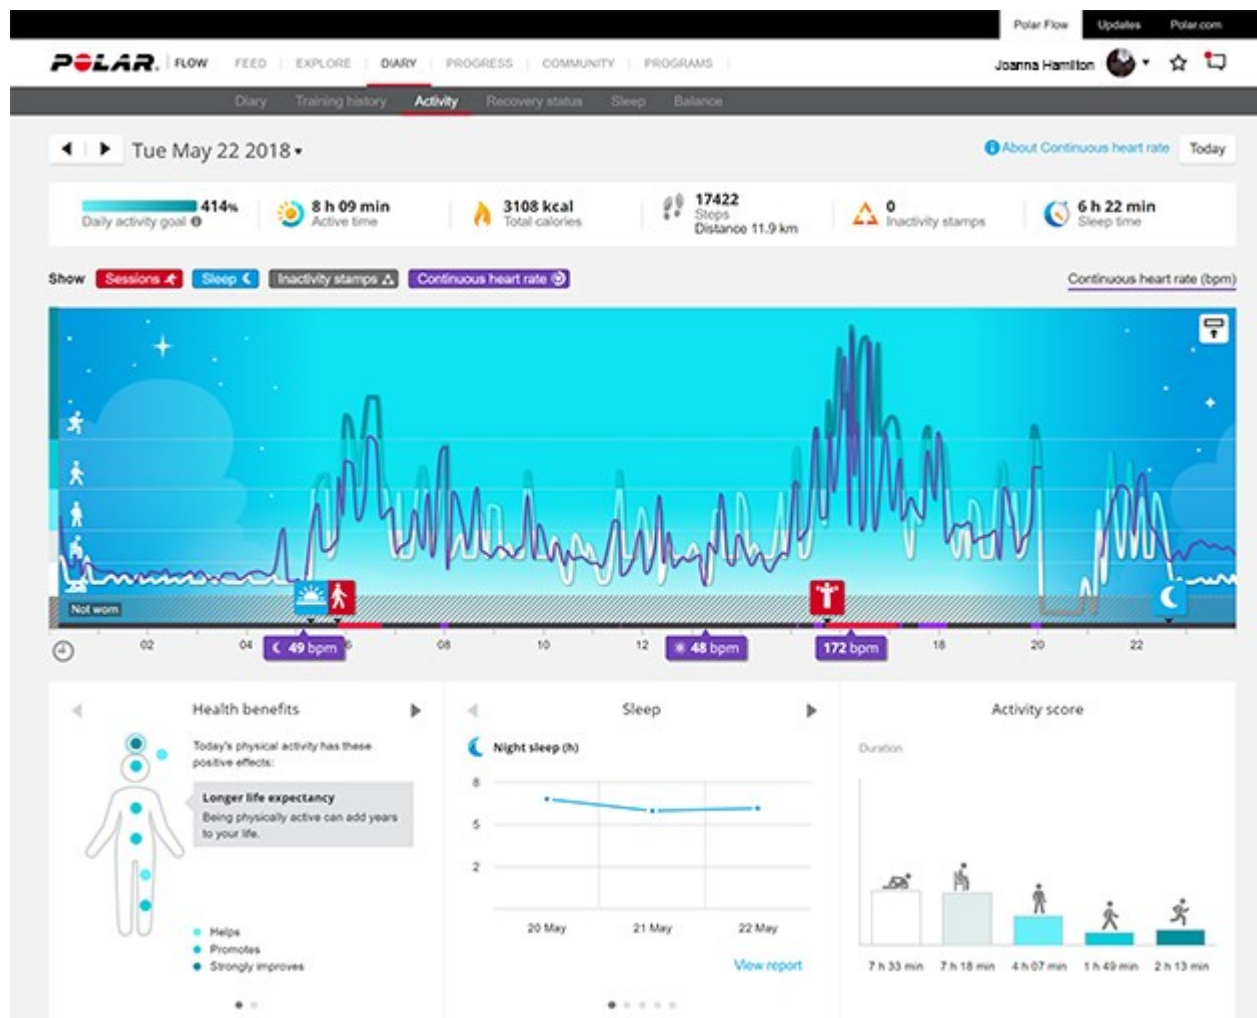 Polar Flow Updates Polar.com
POLAR. FLOW FEED EXPLORE DIARY PROGRESS COMMUNITY PROGRAMS Joanna Hamilton
Diary Training history Activity Recovery status Sleep Balance
Tue May 22 2018 About Continuous heart rate Today
414% 8 h 09 min 3108 kcal 17422 0 6 h 22 min
Daily activity goal Active time Total calories Steps Inactivity stamps Sleep time
Distance 11.9 km
Show Sessions Sleep Inactivity stamps Continuous heart rate Continuous heart rate (bpm)
Not worn
02 04 6 08 10 12 18 20 22
49 bpm 48 bpm 172 bpm
Health benefits
Today's physical activity has these
positive effects:
Longer life expectancy
Being physically active can add years
to your life.
Helps
Promotes
Strongly improves
Sleep
Night sleep (h)
8
5
2
20 May 21 May 22 May
View report
Activity score
Duration
7 h 33 min 7 h 18 min 4 h 07 min 1 h 49 min 2 h 13 min